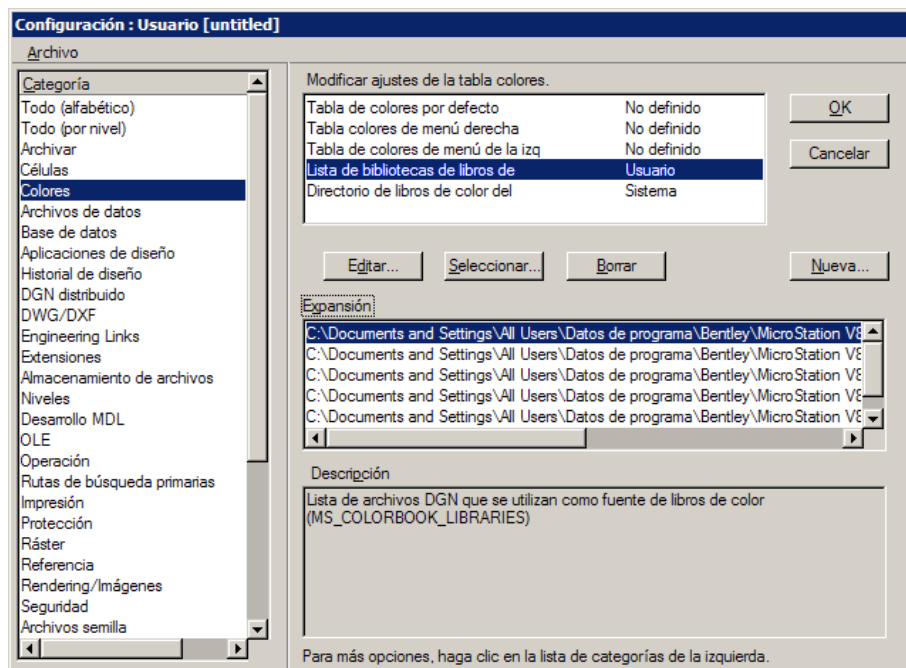 Configuración : Usuario [untitled]
Archivo
Categoría
Todo (alfabético)
Todo (por nivel)
Archivar
Células
Colores
Archivos de datos
Base de datos
Aplicaciones de diseño
Historial de diseño
DGN distribuido
DWG/DXF
Engineering Links
Extensiones
Almacenamiento de archivos
Niveles
Desarrollo MDL
OLE
Operación
Rutas de búsqueda primarias
Impresión
Protección
Ráster
Referencia
Rendering/Imágenes
Seguridad
Archivos semilla
Modificar ajustes de la tabla colores.
Tabla de colores por defecto No definido
Tabla colores de menú derecha No definido
Tabla de colores de menú de la izq No definido
Lista de bibliotecas de libros de Usuario
Directorio de libros de color del Sistema
OK
Cancelar
Editar... Seleccionar... Borrar Nueva...
Expansión
C:\Documents and Settings\All Users\Datos de programa\Bentley\MicroStation V8
C:\Documents and Settings\All Users\Datos de programa\Bentley\MicroStation V8
C:\Documents and Settings\All Users\Datos de programa\Bentley\MicroStation V8
C:\Documents and Settings\All Users\Datos de programa\Bentley\MicroStation V8
C:\Documents and Settings\All Users\Datos de programa\Bentley\MicroStation V8
Descripción
Lista de archivos DGN que se utilizan como fuente de libros de color
(MS_COLORBOOK_LIBRARIES)
Para más opciones, haga clic en la lista de categorías de la izquierda.